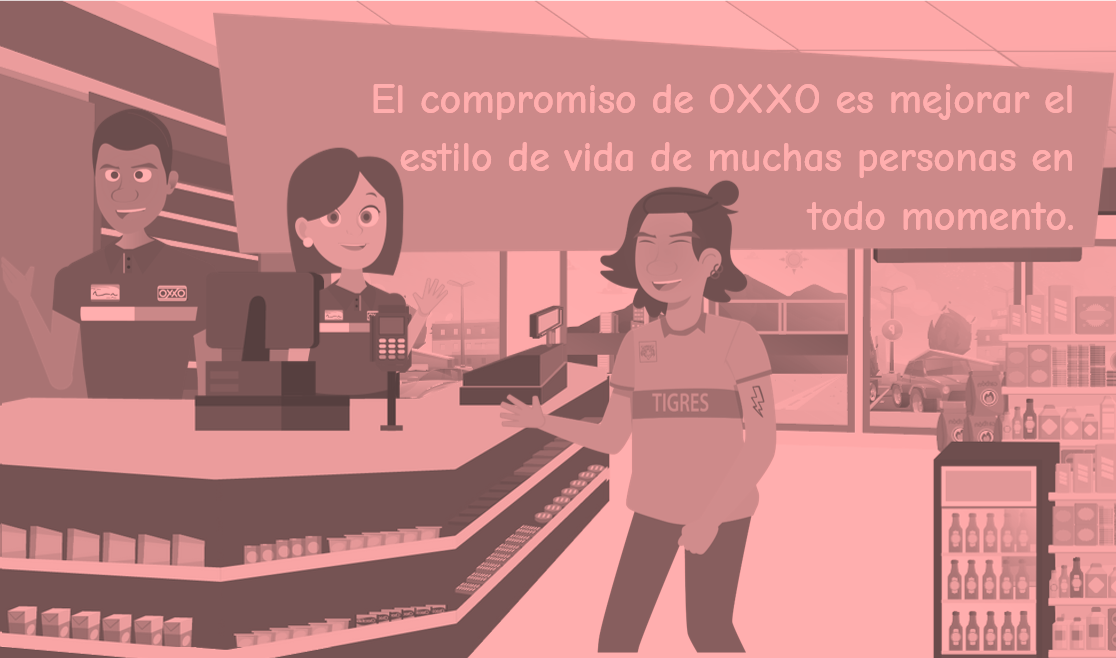 El compromiso de OXXO es mejorar el
estilo de vida de muchas personas en
todo momento.
OXXO
TIGRES